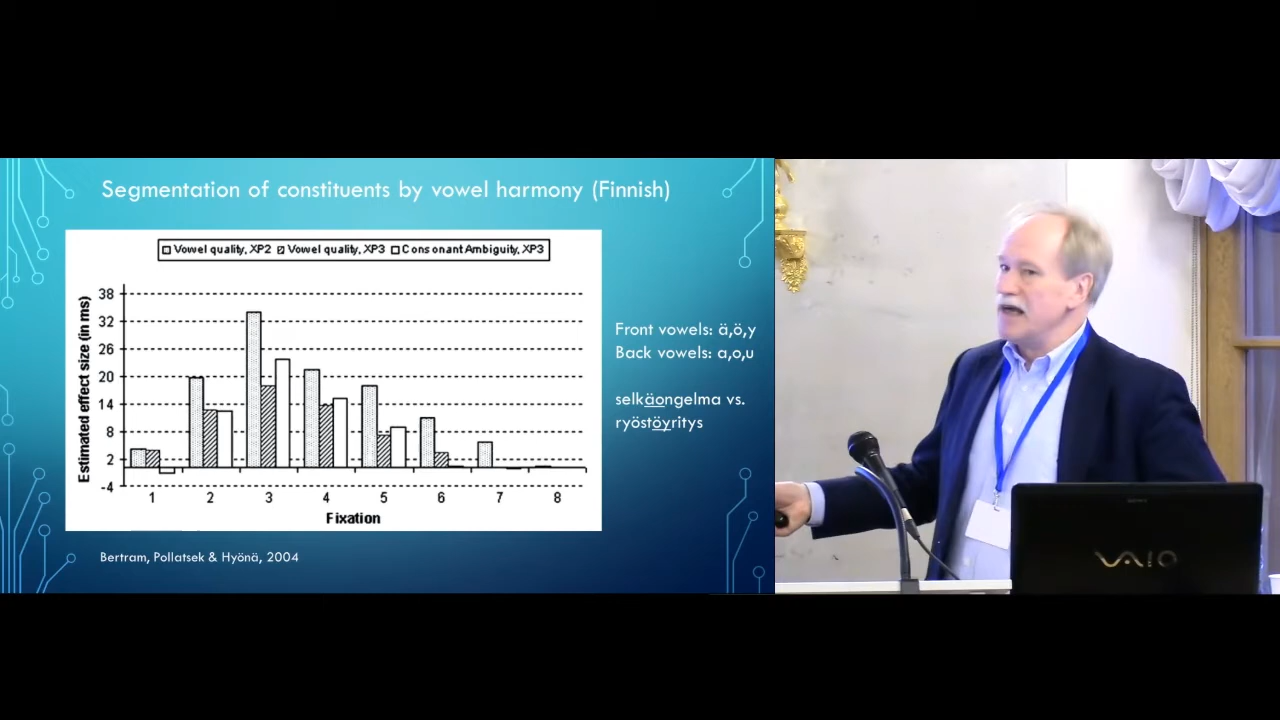 Segmentation of constituents by vowel harmony (Finnish)
Vowel quality, XP2 Vowel quality, XP3 Consonant Ambiguity, XP3
Estimated effect size (in ms)
38
32
26
20
14
8
2
-4
1 2 3 4 5 6 7 8
Fixation
Front vowels: ä,ö,y
Back vowels: a,o,u
selkäongelma vs.
ryöstöyritys
Bertram, Pollatsek & Hyönä, 2004
SONY
VAIO